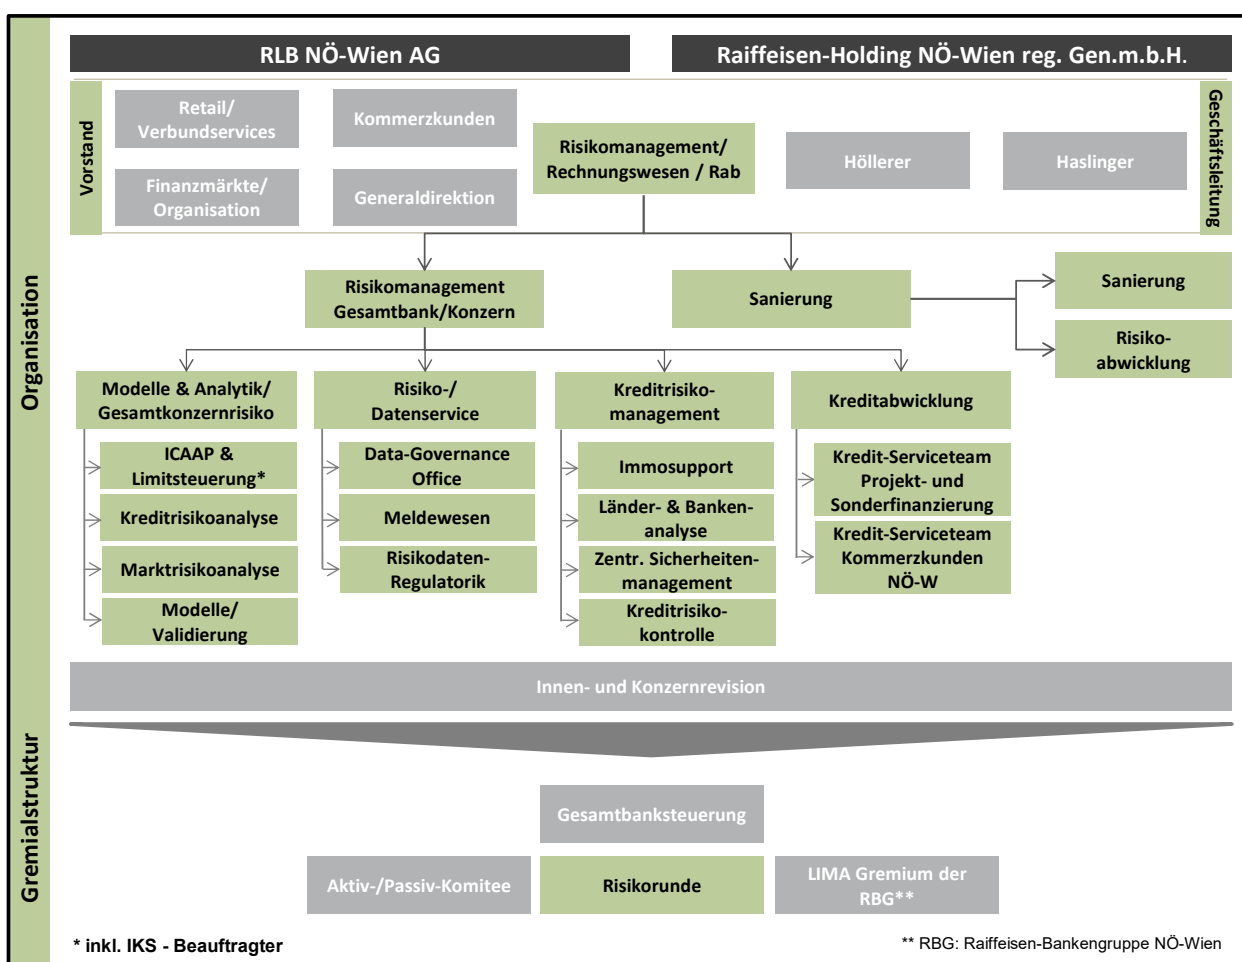 RLB NÖ-Wien AG
Raiffeisen-Holding NÖ-Wien reg. Gen.m.b.H.
Vorstand
Retail/
Verbundservices
Kommerzkunden
Finanzmärkte/
Organisation
Generaldirektion
Risikomanagement/
Rechnungswesen / Rab
Höllerer
Haslinger
Geschäftsleitung
Organisation
Risikomanagement
Gesamtbank/Konzern
Sanierung
Sanierung
Risiko-
abwicklung
Modelle & Analytik/
Gesamtkonzernrisiko
ICAAP &
Limitsteuerung*
Kreditrisikoanalyse
Marktrisikoanalyse
Modelle/
Validierung
Risiko-/
Datenservice
Data-Governance
Office
Meldewesen
Risikodaten-
Regulatorik
Kreditrisiko-
management
Immosupport
Länder- & Banken-
analyse
Zentr. Sicherheiten-
management
Kreditrisiko-
kontrolle
Kreditabwicklung
Kredit-Serviceteam
Projekt- und
Sonderfinanzierung
Kredit-Serviceteam
Kommerzkunden
NÖ-W
Innen- und Konzernrevision
Gremialstruktur
Gesamtbanksteuerung
Aktiv-/Passiv-Komitee
Risikorunde
LIMA Gremium der
RBG**
* inkl. IKS - Beauftragter
** RBG: Raiffeisen-Bankengruppe NÖ-Wien